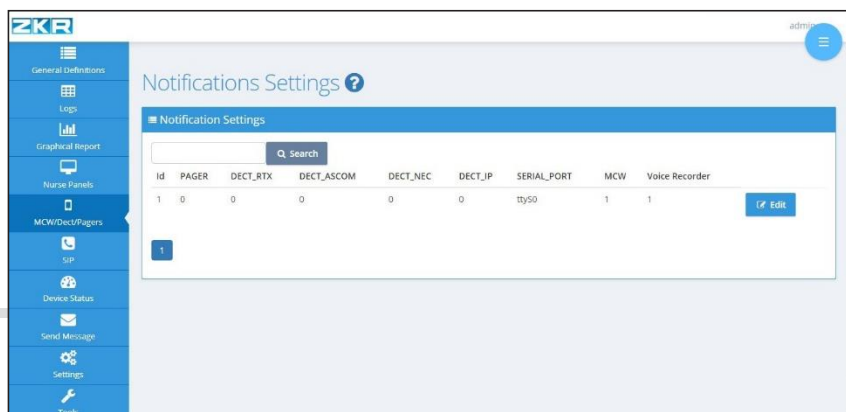 ZKR
admin
General Definitions
Logs
Graphical Report
Nurse Panels
MCW/Dect/Pagers
SIP
Device Status
Send Message
Settings
Tools
Notifications Settings ?
Notification Settings
Search
Id PAGER DECT_RTX DECT_ASCOM DECT_NEC DECT_IP SERIAL_PORT MCW Voice Recorder
1 0 0 0 0 0 ttyS0 1 1 Edit
1